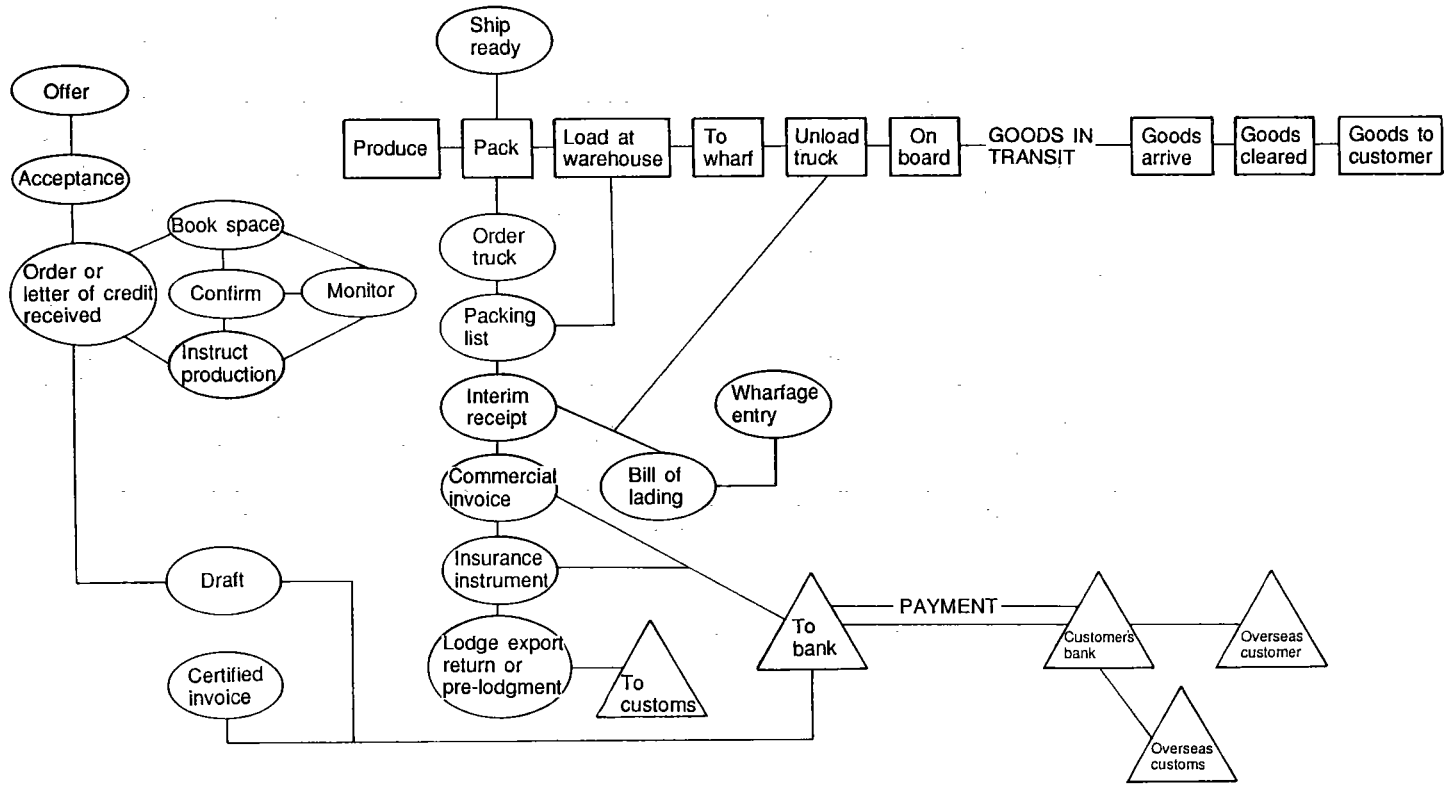 Ship
ready
Offer
Produce
Pack
Load at
warehouse
To
wharf
Unload
truck
On
board
GOODS IN
TRANSIT
Goods
arrive
Goods
cleared
Goods to
customer
Acceptance
Book space
Order or
letter of credit
received
Confirm
Monitor
Instruct
production
Order
truck
Packing
list
Interim
receipt
Wharfage
entry
Commercial
invoice
Bill of
lading
Insurance
instrument
Draft
Lodge export
return or
pre-lodgment
To
customs
Certified
invoice
To
bank
PAYMENT
Customer's
bank
Overseas
customer
Overseas
customs